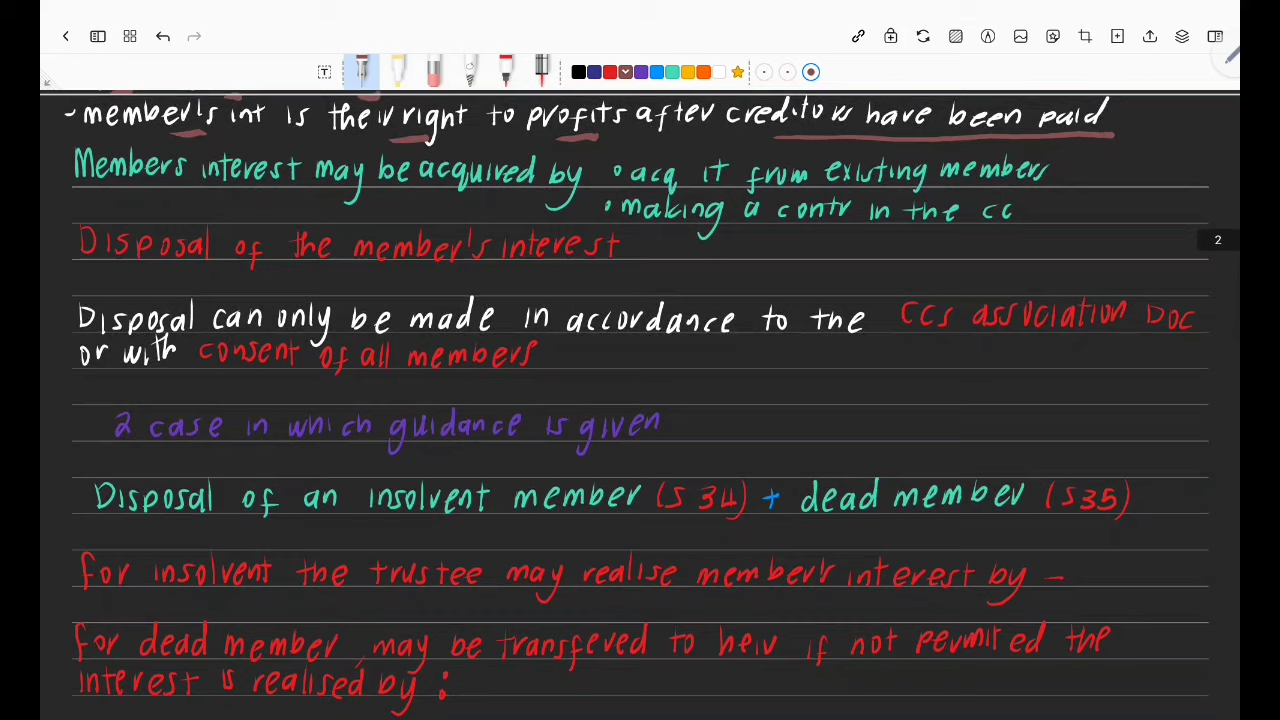 - member's int is their right to profits after creditors have been paid
Members interest may be acquired by • acq it from existing members
• making a contr in the cc
Disposal of the member's interest
2
Disposal can only be made in accordance to the CCs association Doc
or with consent of all members
2 case in which guidance is given
Disposal of an insolvent member (s 34) + dead member (s35)
for insolvent the trustee may realise member's interest by -
for dead member, may be transfered to heir if not permited the
interest is realised by :